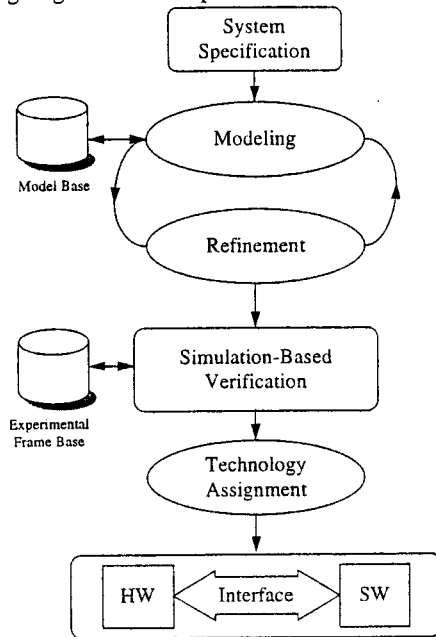 System
Specification
Modeling
Model Base
Refinement
Simulation-Based
Verification
Experimental
Frame Base
Technology
Assignment
HW
Interface
SW